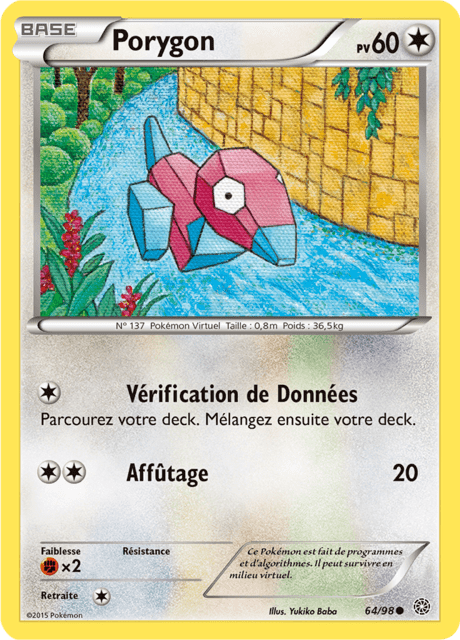 BASE
Porygon
PV60
Nº 137 Pokémon Virtuel Taille : 0,8m Poids : 36,5kg
Vérification de Données
Parcourez votre deck. Mélangez ensuite votre deck.
Affûtage 20
Faiblesse Résistance
×2
Retraite
Ce Pokémon est fait de programmes
et d'algorithmes. Il peut survivre en
milieu virtuel.
©2015 Pokémon
Illus. Yukiko Baba
64/98